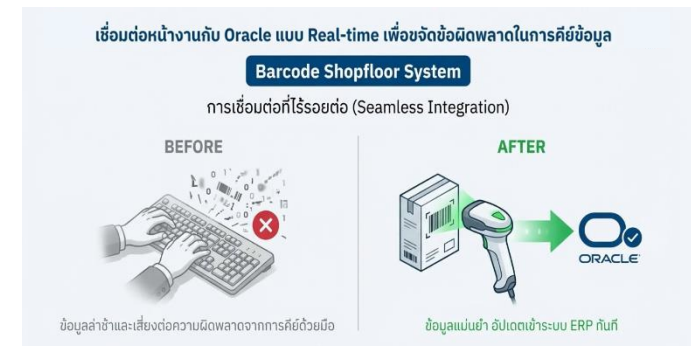 เชื่อมต่อหน้างานกับ Oracle แบบ Real-time เพื่อขจัดข้อผิดพลาดในการคีย์ข้อมูล
Barcode Shopfloor System
การเชื่อมต่อที่ไร้รอยต่อ (Seamless Integration)
BEFORE
AFTER
ORACLE
ข้อมูลล่าช้าและเสี่ยงต่อความผิดพลาดจากการคีย์ด้วยมือ
ข้อมูลแม่นยำ อัปเดตเข้าระบบ ERP ทันที